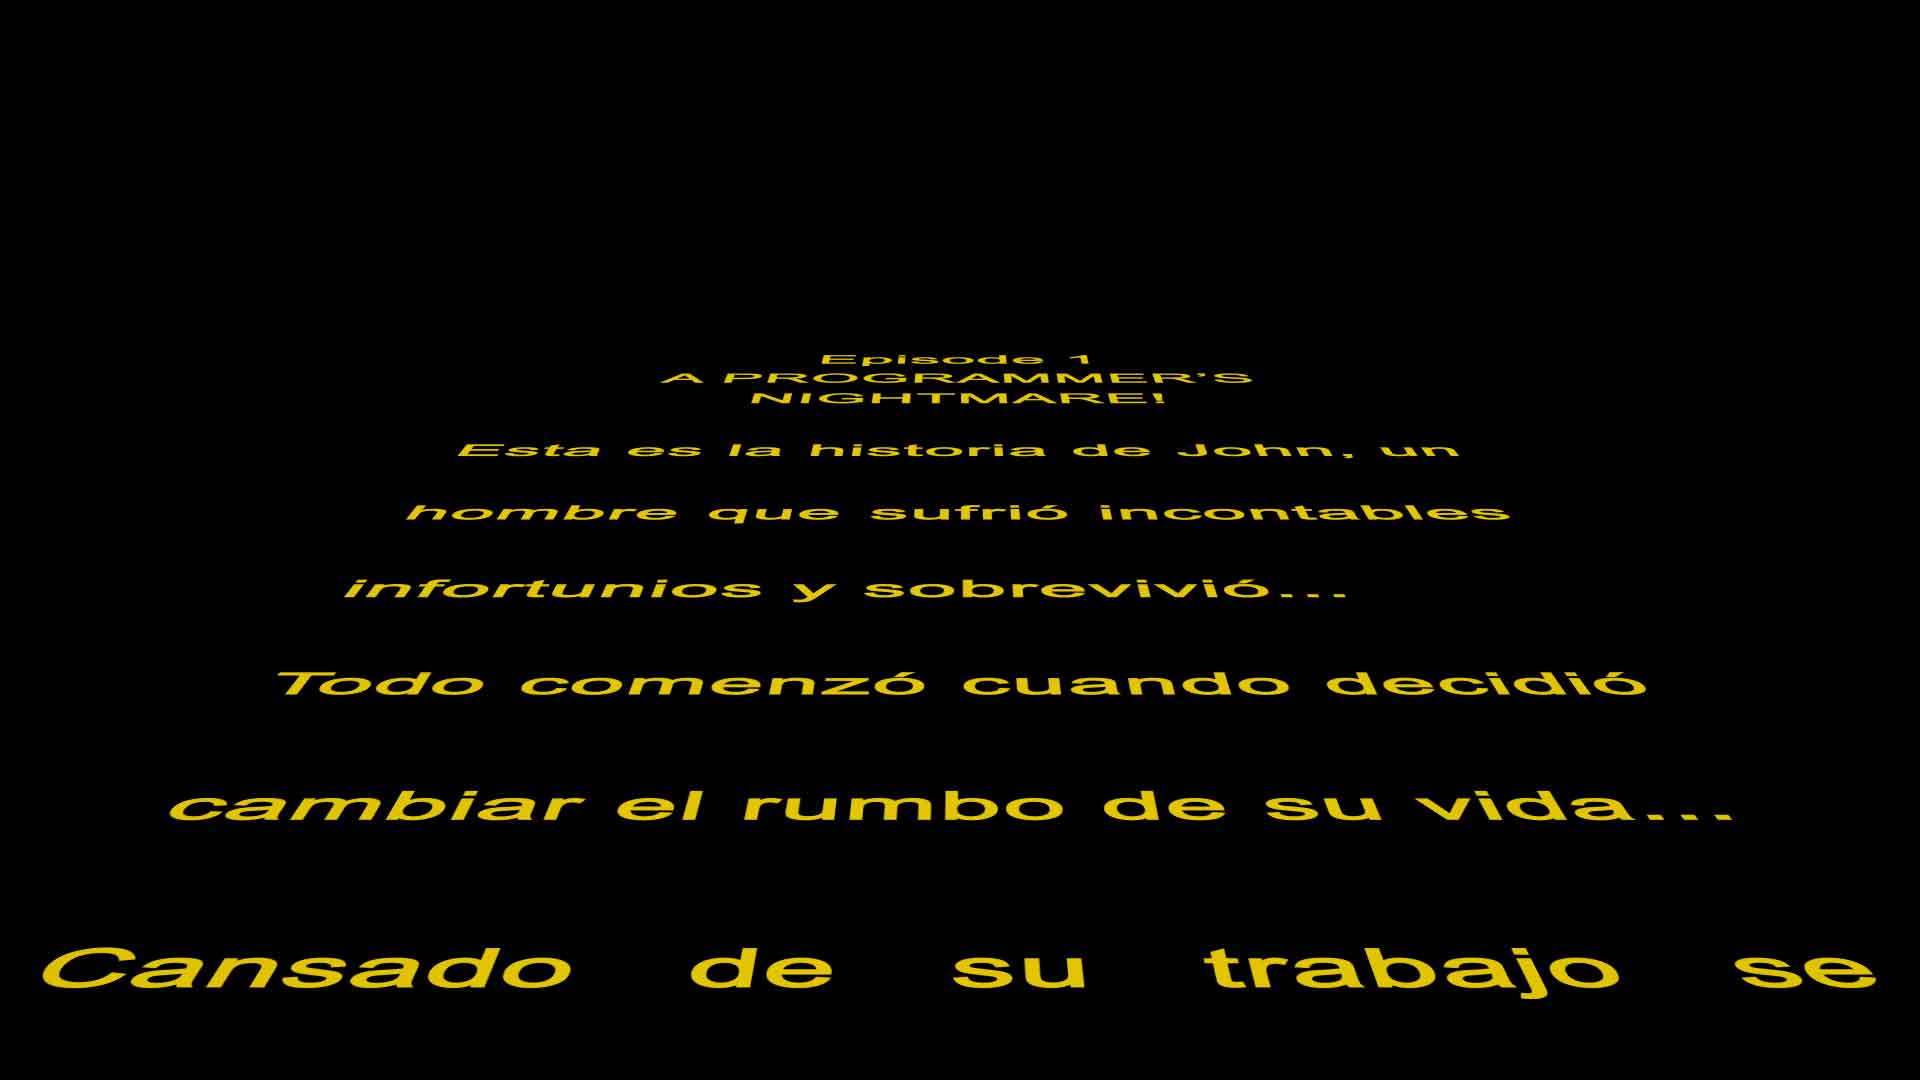 Episode 1
A PROGRAMMER'S
NIGHTMARE!
Esta es la historia de John, un
hombre que sufrió incontables
infortunios y sobrevivió...
Todo comenzó cuando decidió
cambiar el rumbo de su vida...
Cansado de su trabajo se